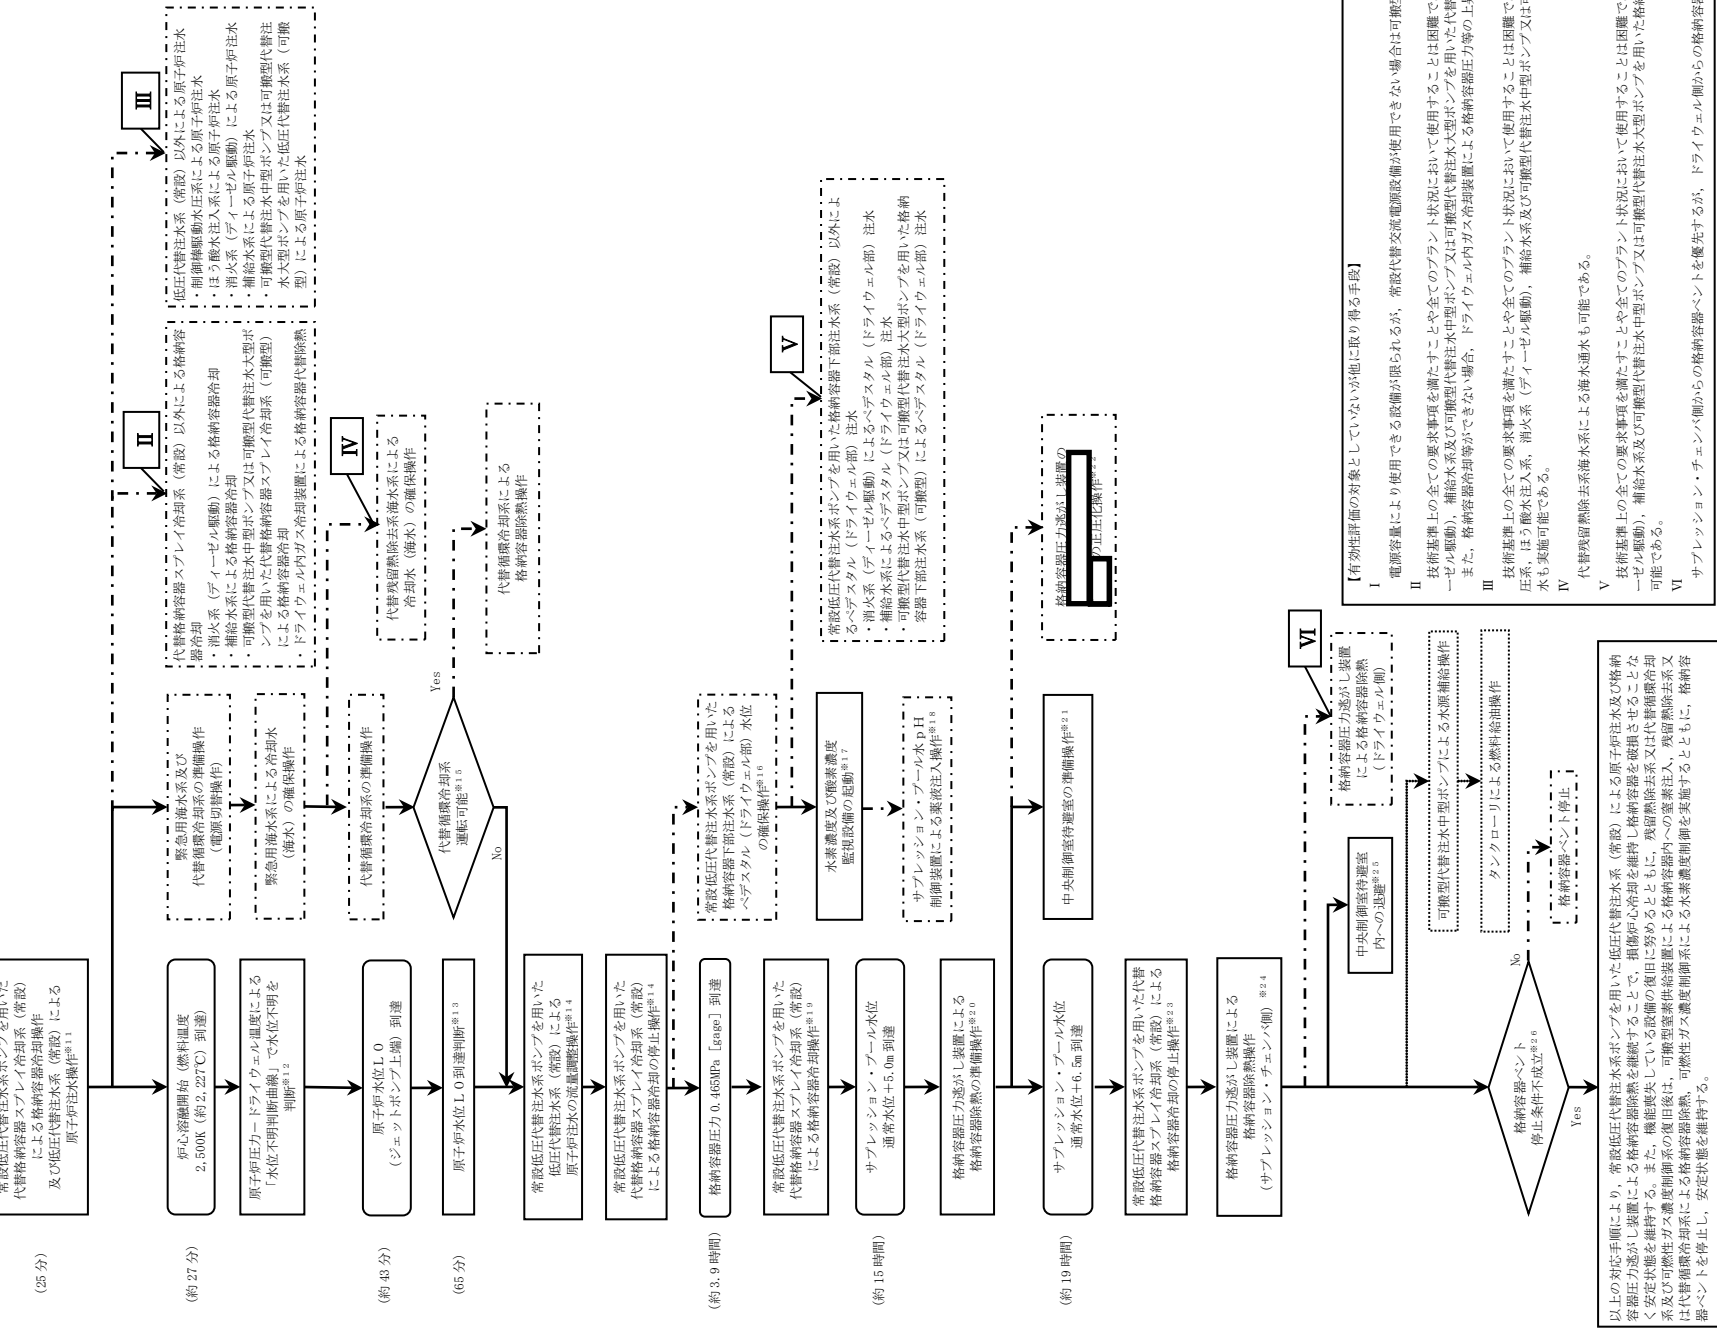 常設低圧代替注水系ポンプを用いた
代替格納容器スプレイ冷却系（常設）
による格納容器冷却操作
及び低圧代替注水系（常設）による
原子炉注水操作※11
(25 分)
炉心溶融開始（燃料温度
2,500K（約 2,227℃）到達）
(約 27 分)
原子炉圧力－ドライウェル温度による
「水位不明判断曲線」で水位不明を
判断※12
原子炉水位Ｌ０
（ジェットポンプ上端）到達
(約 43 分)
原子炉水位Ｌ０到達判断※13
(65 分)
常設低圧代替注水系ポンプを用いた
低圧代替注水系（常設）による
原子炉注水の流量調整操作※14
常設低圧代替注水系ポンプを用いた
代替格納容器スプレイ冷却系（常設）
による格納容器冷却の停止操作※14
格納容器圧力 0.465MPa［gage］到達
(約 3.9 時間)
常設低圧代替注水系ポンプを用いた
代替格納容器スプレイ冷却系（常設）
による格納容器冷却操作※19
サプレッション・プール水位
通常水位＋5.0m 到達
(約 15 時間)
格納容器圧力逃がし装置による
格納容器除熱の準備操作※20
サプレッション・プール水位
通常水位＋6.5m 到達
(約 19 時間)
常設低圧代替注水系ポンプを用いた代替
格納容器スプレイ冷却系（常設）による
格納容器冷却の停止操作※23
格納容器圧力逃がし装置による
格納容器除熱操作
（サプレッション・チェンバ側）※24
格納容器ベント
停止条件不成立※26
No
Yes
緊急用海水系及び
代替循環冷却系の準備操作
（電源切替操作）
緊急用海水系による冷却水
（海水）の確保操作
代替循環冷却系の準備操作
代替循環冷却系
運転可能※15
Yes
No
常設低圧代替注水系ポンプを用いた
格納容器下部注水系（常設）による
ペデスタル（ドライウェル部）水位
の確保操作※16
水素濃度及び酸素濃度
監視設備の起動※17
サプレッション・プール水ｐＨ
制御装置による薬液注入操作※18
中央制御室待避室の準備操作※21
中央制御室待避室
内への退避※25
可搬型代替注水中型ポンプによる水源補給操作
タンクローリによる燃料給油操作
格納容器ベント停止
Ⅱ
代替格納容器スプレイ冷却系（常設）以外による格納容
器冷却
・消火系（ディーゼル駆動）による格納容器冷却
・補給水系による格納容器冷却
・可搬型代替注水中型ポンプ又は可搬型代替注水大型ポ
ンプを用いた代替格納容器スプレイ冷却系（可搬型）
による格納容器冷却
・ドライウェル内ガス冷却装置による格納容器代替除熱
Ⅲ
低圧代替注水系（常設）以外による原子炉注水
・制御棒駆動水圧系による原子炉注水
・ほう酸水注入系による原子炉注水
・消火系（ディーゼル駆動）による原子炉注水
・補給水系による原子炉注水
・可搬型代替注水中型ポンプ又は可搬型代替注
水大型ポンプを用いた低圧代替注水系（可搬
型）による原子炉注水
Ⅳ
代替残留熱除去系海水系による
冷却水（海水）の確保操作
代替循環冷却系による
格納容器除熱操作
Ⅴ
常設低圧代替注水系ポンプを用いた格納容器下部注水系（常設）以外によ
るペデスタル（ドライウェル部）注水
・消火系（ディーゼル駆動）によるペデスタル（ドライウェル部）注水
・補給水系によるペデスタル（ドライウェル部）注水
・可搬型代替注水中型ポンプ又は可搬型代替注水大型ポンプを用いた格納
容器下部注水系（可搬型）によるペデスタル（ドライウェル部）注水
格納容器圧力逃がし装置の
の正圧化操作※22
Ⅵ
格納容器圧力逃がし装置
による格納容器除熱
（ドライウェル側）
【有効性評価の対象としていないが他に取り得る手段】
Ⅰ
電源容量により使用できる設備が限られるが，常設代替交流電源設備が使用できない場合は可搬型
Ⅱ
技術基準上の全ての要求事項を満たすことや全てのプラント状況において使用することは困難で
ーゼル駆動），補給水系及び可搬型代替注水中型ポンプ又は可搬型代替注水大型ポンプを用いた代替
また，格納容器冷却等ができない場合，ドライウェル内ガス冷却装置による格納容器圧力等の上昇
Ⅲ
技術基準上の全ての要求事項を満たすことや全てのプラント状況において使用することは困難で
圧系，ほう酸水注入系，消火系（ディーゼル駆動），補給水系及び可搬型代替注水中型ポンプ又は可
水も実施可能である。
Ⅳ
代替残留熱除去系海水系による海水通水も可能である。
Ⅴ
技術基準上の全ての要求事項を満たすことや全てのプラント状況において使用することは困難で
ーゼル駆動），補給水系及び可搬型代替注水中型ポンプ又は可搬型代替注水大型ポンプを用いた格納
可能である。
Ⅵ
サプレッション・チェンバ側からの格納容器ベントを優先するが，ドライウェル側からの格納容器
以上の対応手順により，常設低圧代替注水系ポンプを用いた低圧代替注水系（常設）による原子炉注水及び格納
容器圧力逃がし装置による格納容器除熱を継続することで，損傷炉心冷却を維持し格納容器を破損させることな
く安定状態を維持する。また，機能喪失している設備の復旧に努めるとともに，残留熱除去系又は代替循環冷却
系及び可燃性ガス濃度制御系の復旧後は，可搬型窒素供給装置による格納容器内への窒素注入，残留熱除去系又
は代替循環冷却系による格納容器除熱，可燃性ガス濃度制御系による水素濃度制御を実施するとともに，格納容
器ベントを停止し，安定状態を維持する。